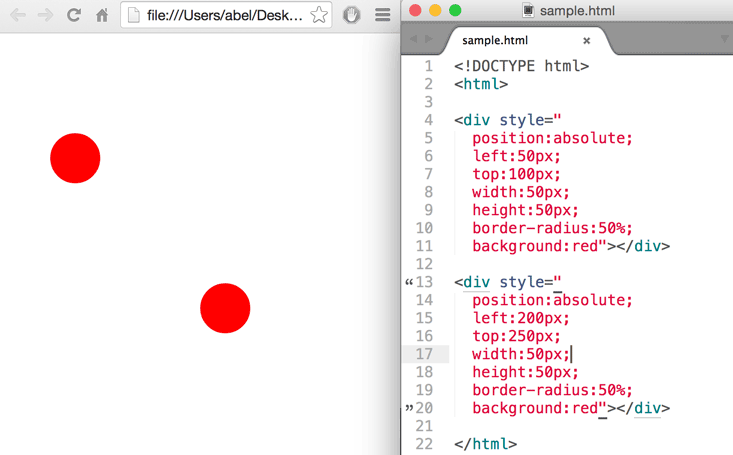 file:///Users/abel/Desk...
sample.html
sample.html ×
1 <!DOCTYPE html>
2 <html>
3
4 <div style="
5 position:absolute;
6 left:50px;
7 top:100px;
8 width:50px;
9 height:50px;
10 border-radius:50%;
11 background:red"></div>
12
“13 <div style="
14 position:absolute;
15 left:200px;
16 top:250px;
17 width:50px;
18 height:50px;
19 border-radius:50%;
”20 background:red"></div>
21
22 </html>